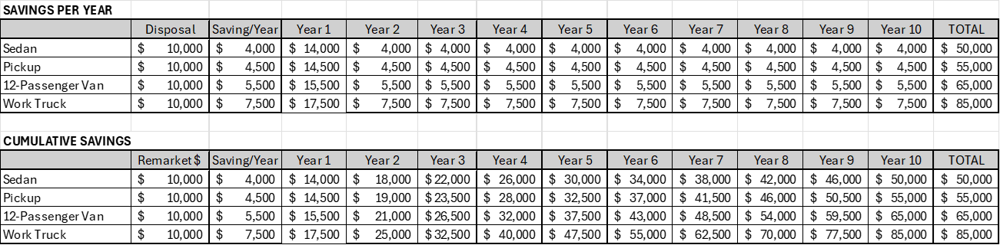 SAVINGS PER YEAR
Disposal Saving/Year Year 1 Year 2 Year 3 Year 4 Year 5 Year 6 Year 7 Year 8 Year 9 Year 10 TOTAL
Sedan $ 10,000 $ 4,000 $ 14,000 $ 4,000 $ 4,000 $ 4,000 $ 4,000 $ 4,000 $ 4,000 $ 4,000 $ 4,000 $ 4,000 $ 50,000
Pickup $ 10,000 $ 4,500 $ 14,500 $ 4,500 $ 4,500 $ 4,500 $ 4,500 $ 4,500 $ 4,500 $ 4,500 $ 4,500 $ 4,500 $ 55,000
12-Passenger Van $ 10,000 $ 5,500 $ 15,500 $ 5,500 $ 5,500 $ 5,500 $ 5,500 $ 5,500 $ 5,500 $ 5,500 $ 5,500 $ 5,500 $ 65,000
Work Truck $ 10,000 $ 7,500 $ 17,500 $ 7,500 $ 7,500 $ 7,500 $ 7,500 $ 7,500 $ 7,500 $ 7,500 $ 7,500 $ 7,500 $ 85,000
CUMULATIVE SAVINGS
Remarket $ Saving/Year Year 1 Year 2 Year 3 Year 4 Year 5 Year 6 Year 7 Year 8 Year 9 Year 10 TOTAL
Sedan $ 10,000 $ 4,000 $ 14,000 $ 18,000 $ 22,000 $ 26,000 $ 30,000 $ 34,000 $ 38,000 $ 42,000 $ 46,000 $ 50,000 $ 50,000
Pickup $ 10,000 $ 4,500 $ 14,500 $ 19,000 $ 23,500 $ 28,000 $ 32,500 $ 37,000 $ 41,500 $ 46,000 $ 50,500 $ 55,000 $ 55,000
12-Passenger Van $ 10,000 $ 5,500 $ 15,500 $ 21,000 $ 26,500 $ 32,000 $ 37,500 $ 43,000 $ 48,500 $ 54,000 $ 59,500 $ 65,000 $ 65,000
Work Truck $ 10,000 $ 7,500 $ 17,500 $ 25,000 $ 32,500 $ 40,000 $ 47,500 $ 55,000 $ 62,500 $ 70,000 $ 77,500 $ 85,000 $ 85,000